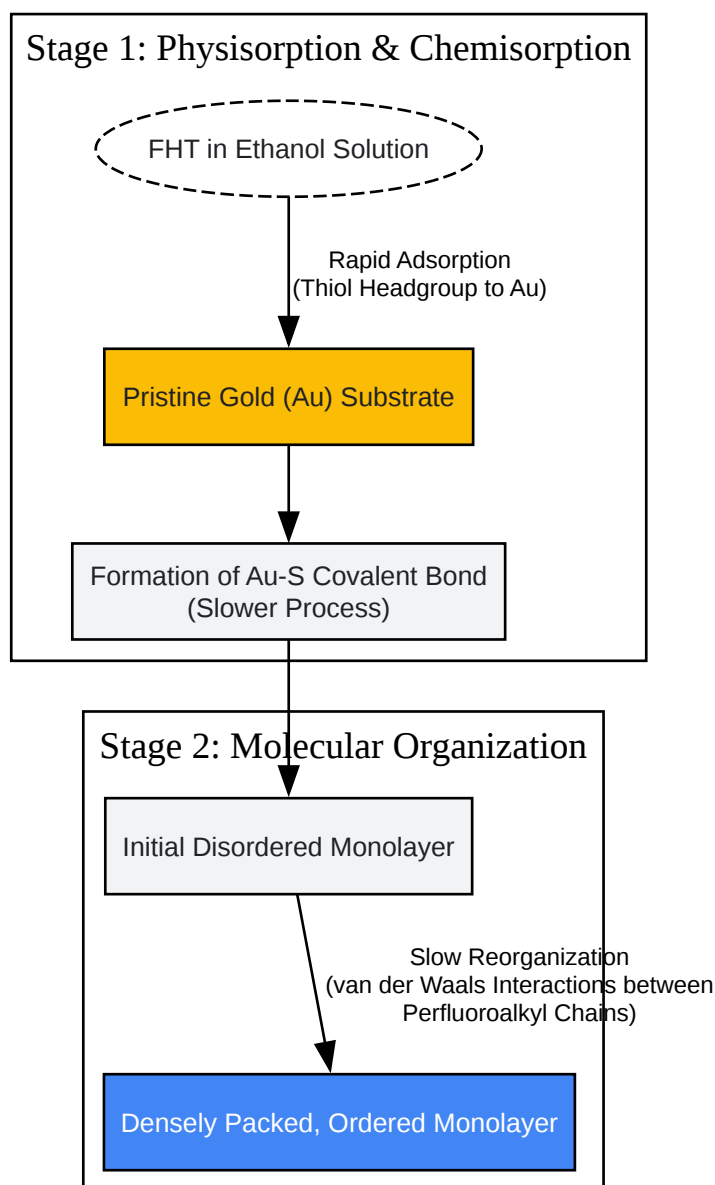 Stage 1: Physisorption & Chemisorption
FHT in Ethanol Solution
Rapid Adsorption
(Thiol Headgroup to Au)
Pristine Gold (Au) Substrate
Formation of Au-S Covalent Bond
(Slower Process)
Stage 2: Molecular Organization
Initial Disordered Monolayer
Slow Reorganization
(van der Waals Interactions between
Perfluoroalkyl Chains)
Densely Packed, Ordered Monolayer